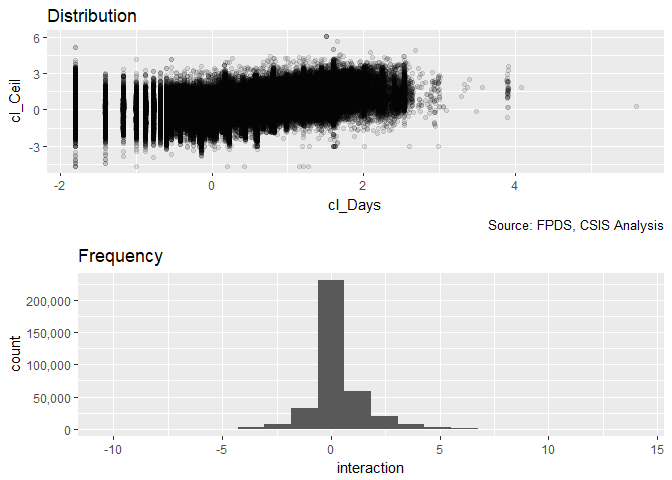 Distribution
6
3
0
-3
cl_Ceil
-2
0
2
4
cl_Days
Source: FPDS, CSIS Analysis
Frequency
200,000
150,000
100,000
50,000
0
count
-10
-5
0
5
10
15
interaction